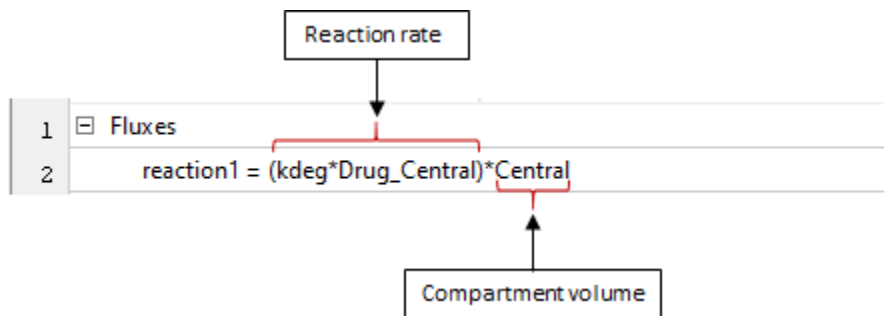 Reaction rate
1 Fluxes
2 reaction1 = (kdeg*Drug_Central)*Central
Compartment volume